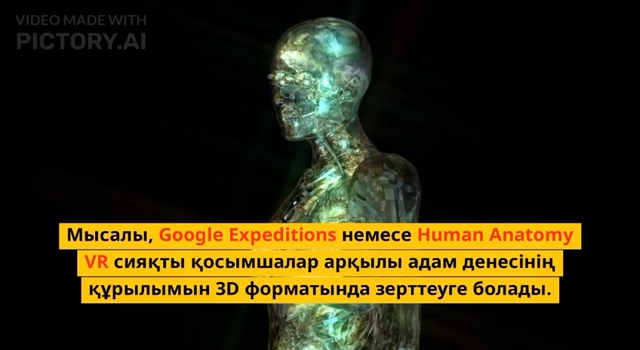 VIDEO MADE WITH
PICTORY.AI
Мысалы, Google Expeditions немесе Human Anatomy
VR сияқты қосымшалар арқылы адам денесінің
құрылымын 3D форматында зерттеуге болады.